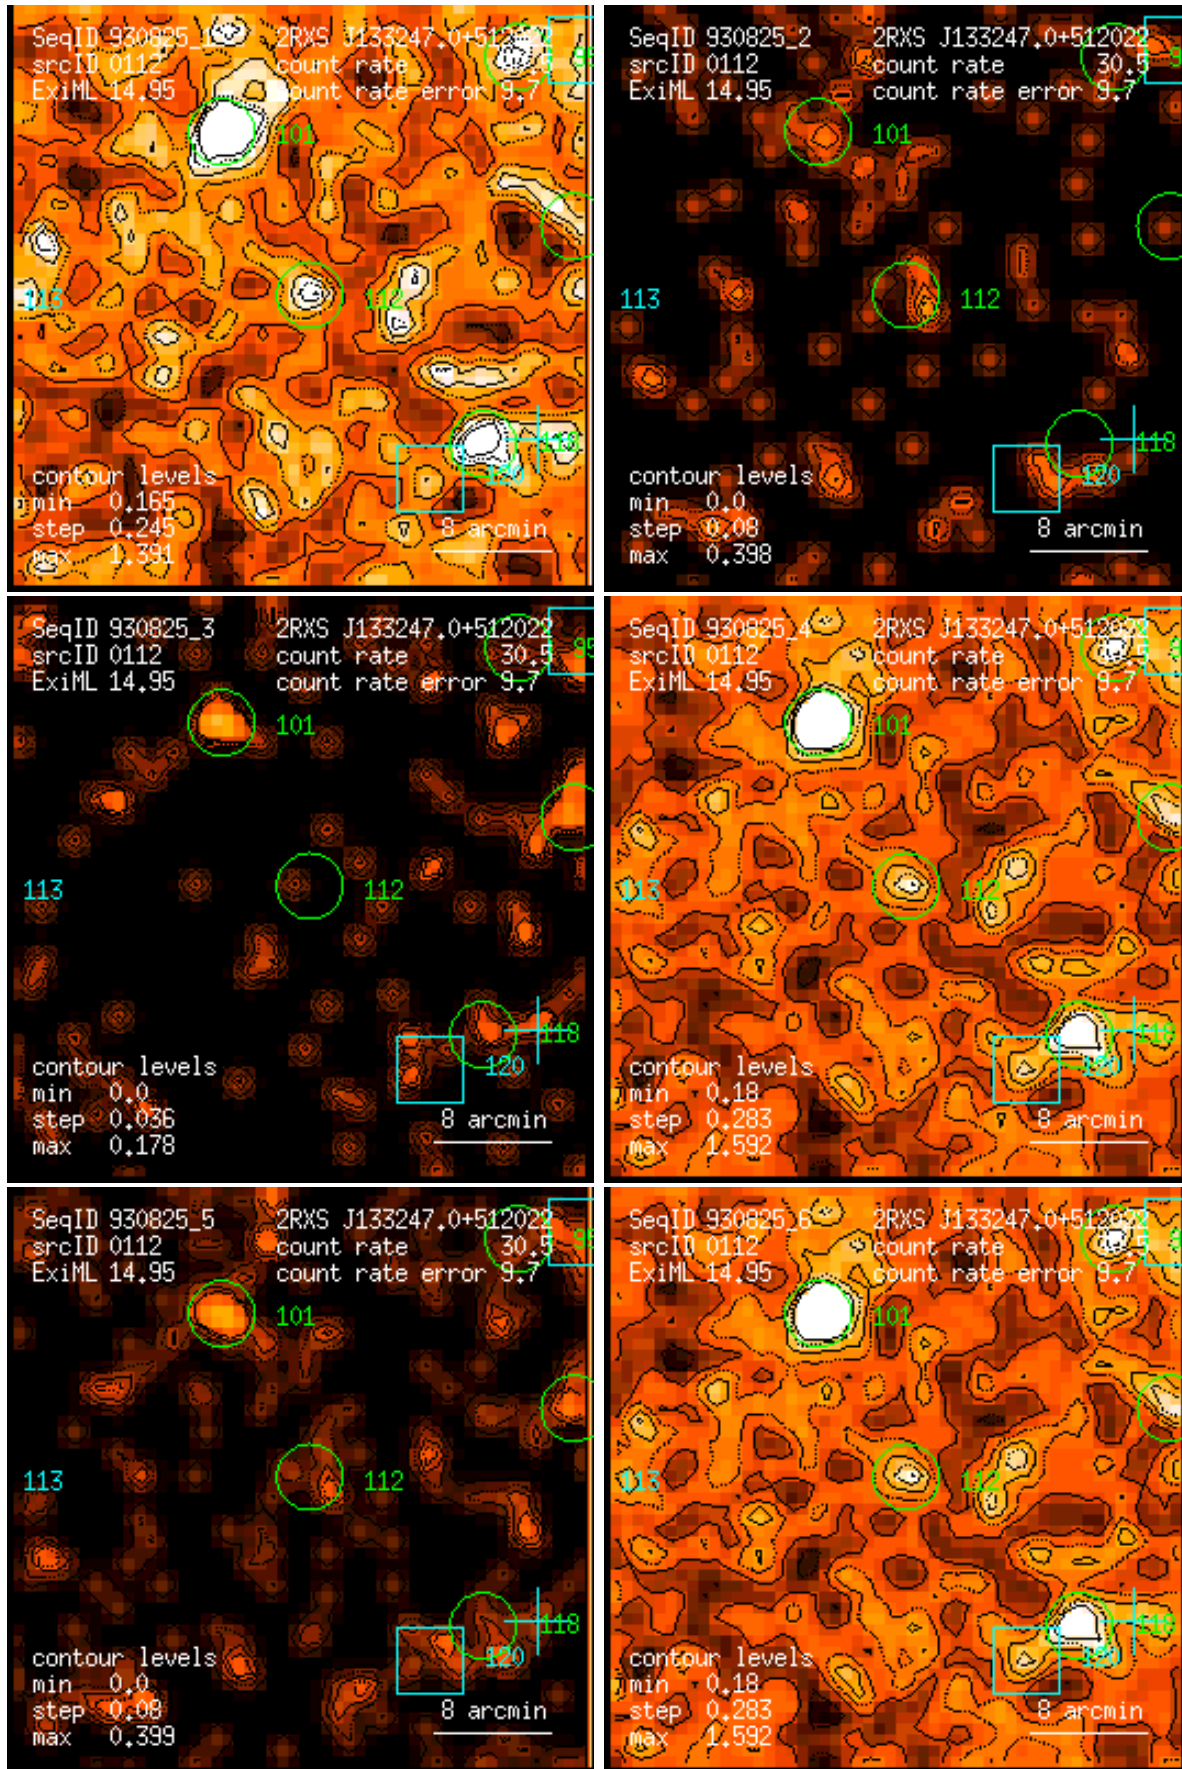 SeqID 930825_1 2RXS J133247.0+512022
srcID 0112 count rate 30.5
ExiML 14.95 count rate error 9.7
95
101
113
112
118
120
contour levels
min 0.165
step 0.245
max 1.391
8 arcmin
SeqID 930825_2 2RXS J133247.0+512022
srcID 0112 count rate 30.5
ExiML 14.95 count rate error 9.7
101
113
112
118
120
contour levels
min 0.0
step 0.08
max 0.398
8 arcmin
SeqID 930825_3 2RXS J133247.0+512022
srcID 0112 count rate 30.5
ExiML 14.95 count rate error 9.7
95
101
113
112
118
120
contour levels
min 0.0
step 0.036
max 0.178
8 arcmin
SeqID 930825_4 2RXS J133247.0+512022
srcID 0112 count rate 30.5
ExiML 14.95 count rate error 9.7
101
113
112
118
120
contour levels
min 0.18
step 0.283
max 1.592
8 arcmin
SeqID 930825_5 2RXS J133247.0+512022
srcID 0112 count rate 30.5
ExiML 14.95 count rate error 9.7
95
101
113
112
118
120
contour levels
min 0.0
step 0.08
max 0.399
8 arcmin
SeqID 930825_6 2RXS J133247.0+512022
srcID 0112 count rate 30.5
ExiML 14.95 count rate error 9.7
101
113
112
118
120
contour levels
min 0.18
step 0.283
max 1.592
8 arcmin